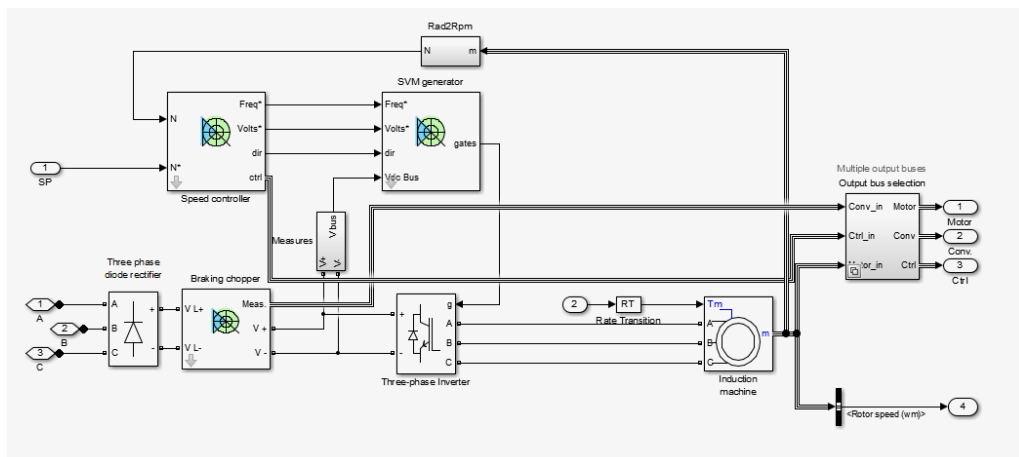 Rad2Rpm
N m
SVM generator
N
N*
Freq*
Volts*
dir
ctrl
Speed controller
Freq*
Volts*
dir
Vdc Bus
gates
1
SP
Multiple output buses
Output bus selection
Conv_in
Ctrl_in
Motor
Conv
Ctrl
1
Motor
2
Conv.
3
Ctrl
Vbus
V+
V-
Measures
Three phase
diode rectifier
1
A
2
B
3
C
A
B
C
+
-
Braking chopper
V L+
V L-
Meas.
V +
V -
+
-
g
A
B
C
Three-phase Inverter
2
RT
Rate Transition
Tm
A
B
C
m
Induction
machine
<Rotor speed (wm)>
4